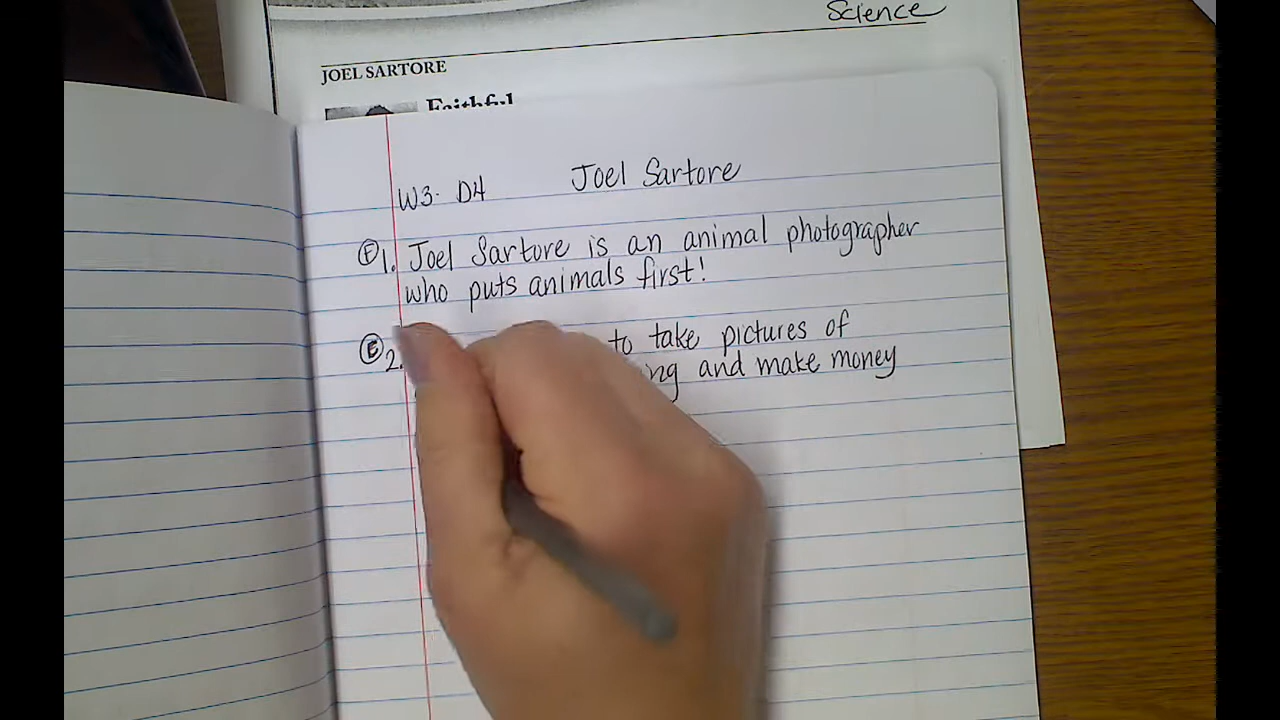 Science
JOEL SARTORE
Faithful
W3. D4 Joel Sartore
F 1. Joel Sartore is an animal photographer
who puts animals first!
E 2. to take pictures of
and make money